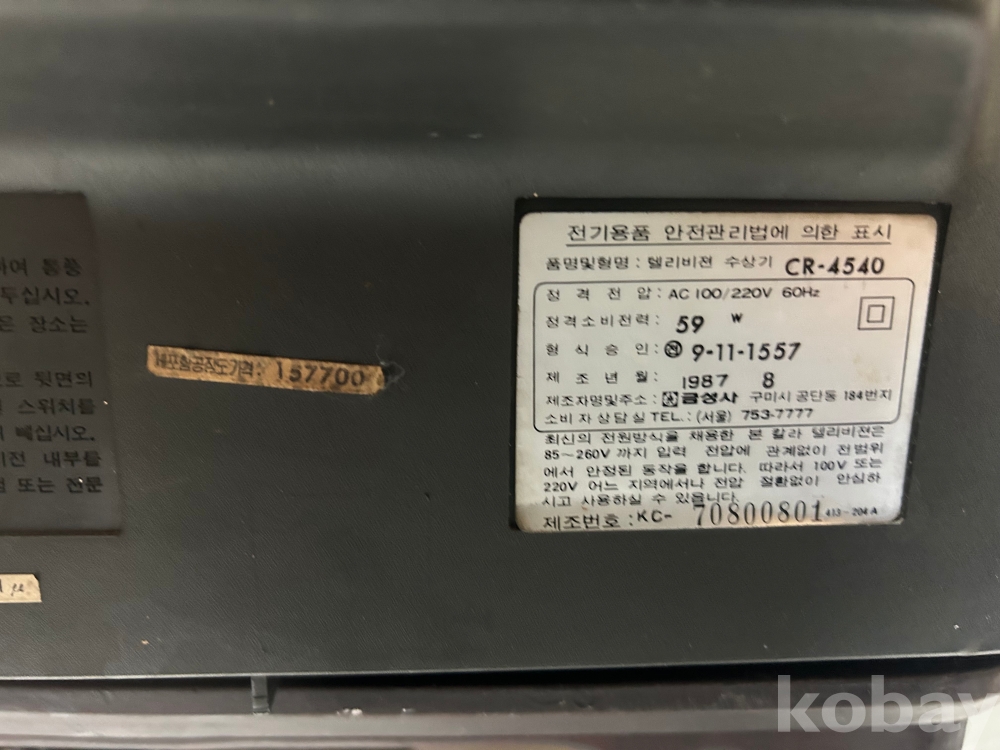 하여 통풍
두십시오.
장소는
로 뒷면의
스위치를
빼십시오.
전 내부를
또는 전문
세포함공장도가격: 157700
전기용품 안전관리법에 의한 표시
품명및형명 : 텔리비젼 수상기 CR-4540
정격전압 : AC 100/220V 60Hz
정격소비전력 : 59 W
형식승인 : 전 9-11-1557
제조년월 : 1987 8
제조자명및주소 : 금성사 구미시 공단동 184번지
소비자상담실 TEL. : (서울) 753-7777
최신의 전원방식을 채용한 본 칼라 텔리비젼은
85~260V 까지 입력 전압에 관계없이 전범위
에서 안정된 동작을 합니다. 따라서 100V 또는
220V 어느 지역에서나 전압 절환없이 안심하
시고 사용하실 수 있읍니다.
제조번호 : KC- 70800801 413-204A
kobay